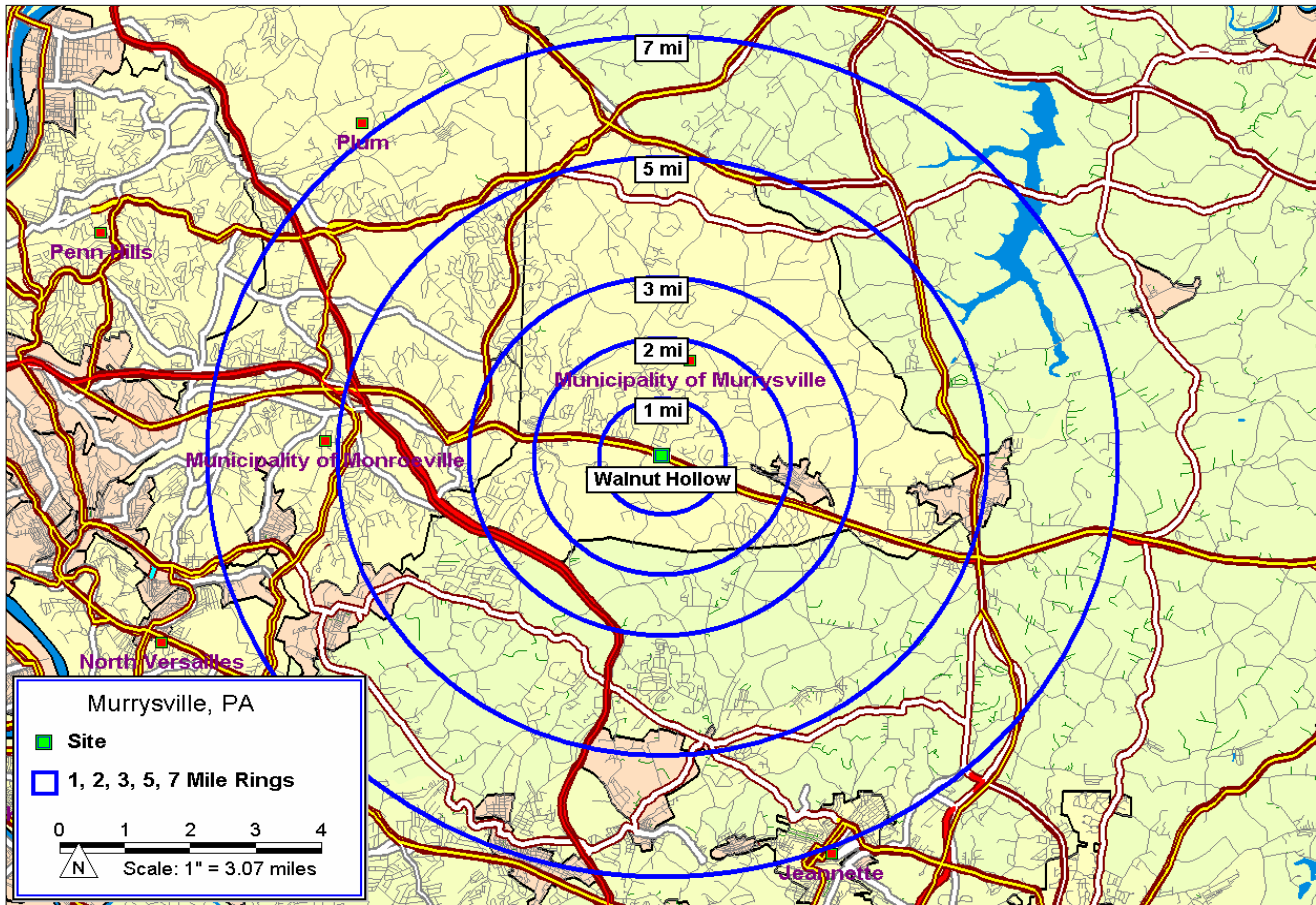 7 mi
Plum
5 mi
Penn Hills
3 mi
2 mi
Municipality of Murrysville
1 mi
Municipality of Monroeville
Walnut Hollow
North Versailles
Murrysville, PA
Site
1, 2, 3, 5, 7 Mile Rings
0 1 2 3 4
N Scale: 1" = 3.07 miles
Jeannette